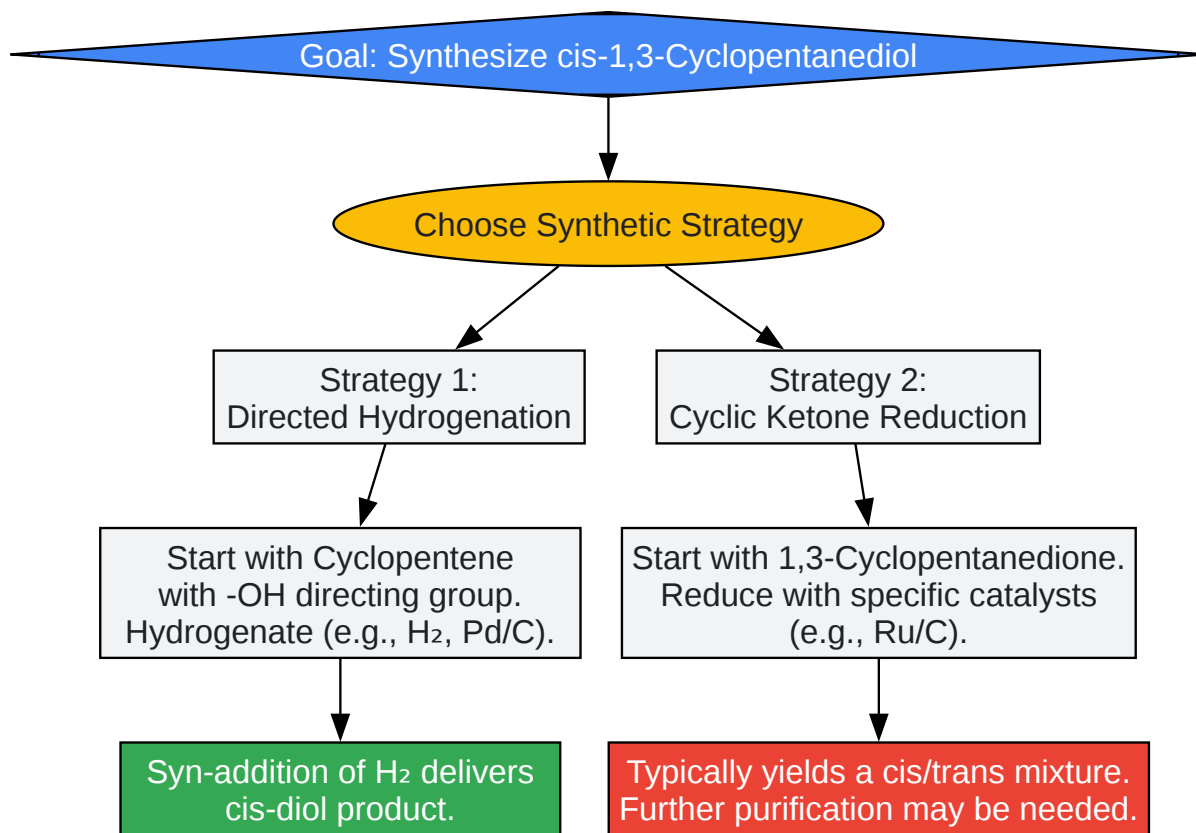 Goal: Synthesize cis-1,3-Cyclopentanediol
Choose Synthetic Strategy
Strategy 1:
Directed Hydrogenation
Strategy 2:
Cyclic Ketone Reduction
Start with Cyclopentene
with -OH directing group.
Hydrogenate (e.g., H₂, Pd/C).
Start with 1,3-Cyclopentanedione.
Reduce with specific catalysts
(e.g., Ru/C).
Syn-addition of H₂ delivers
cis-diol product.
Typically yields a cis/trans mixture.
Further purification may be needed.